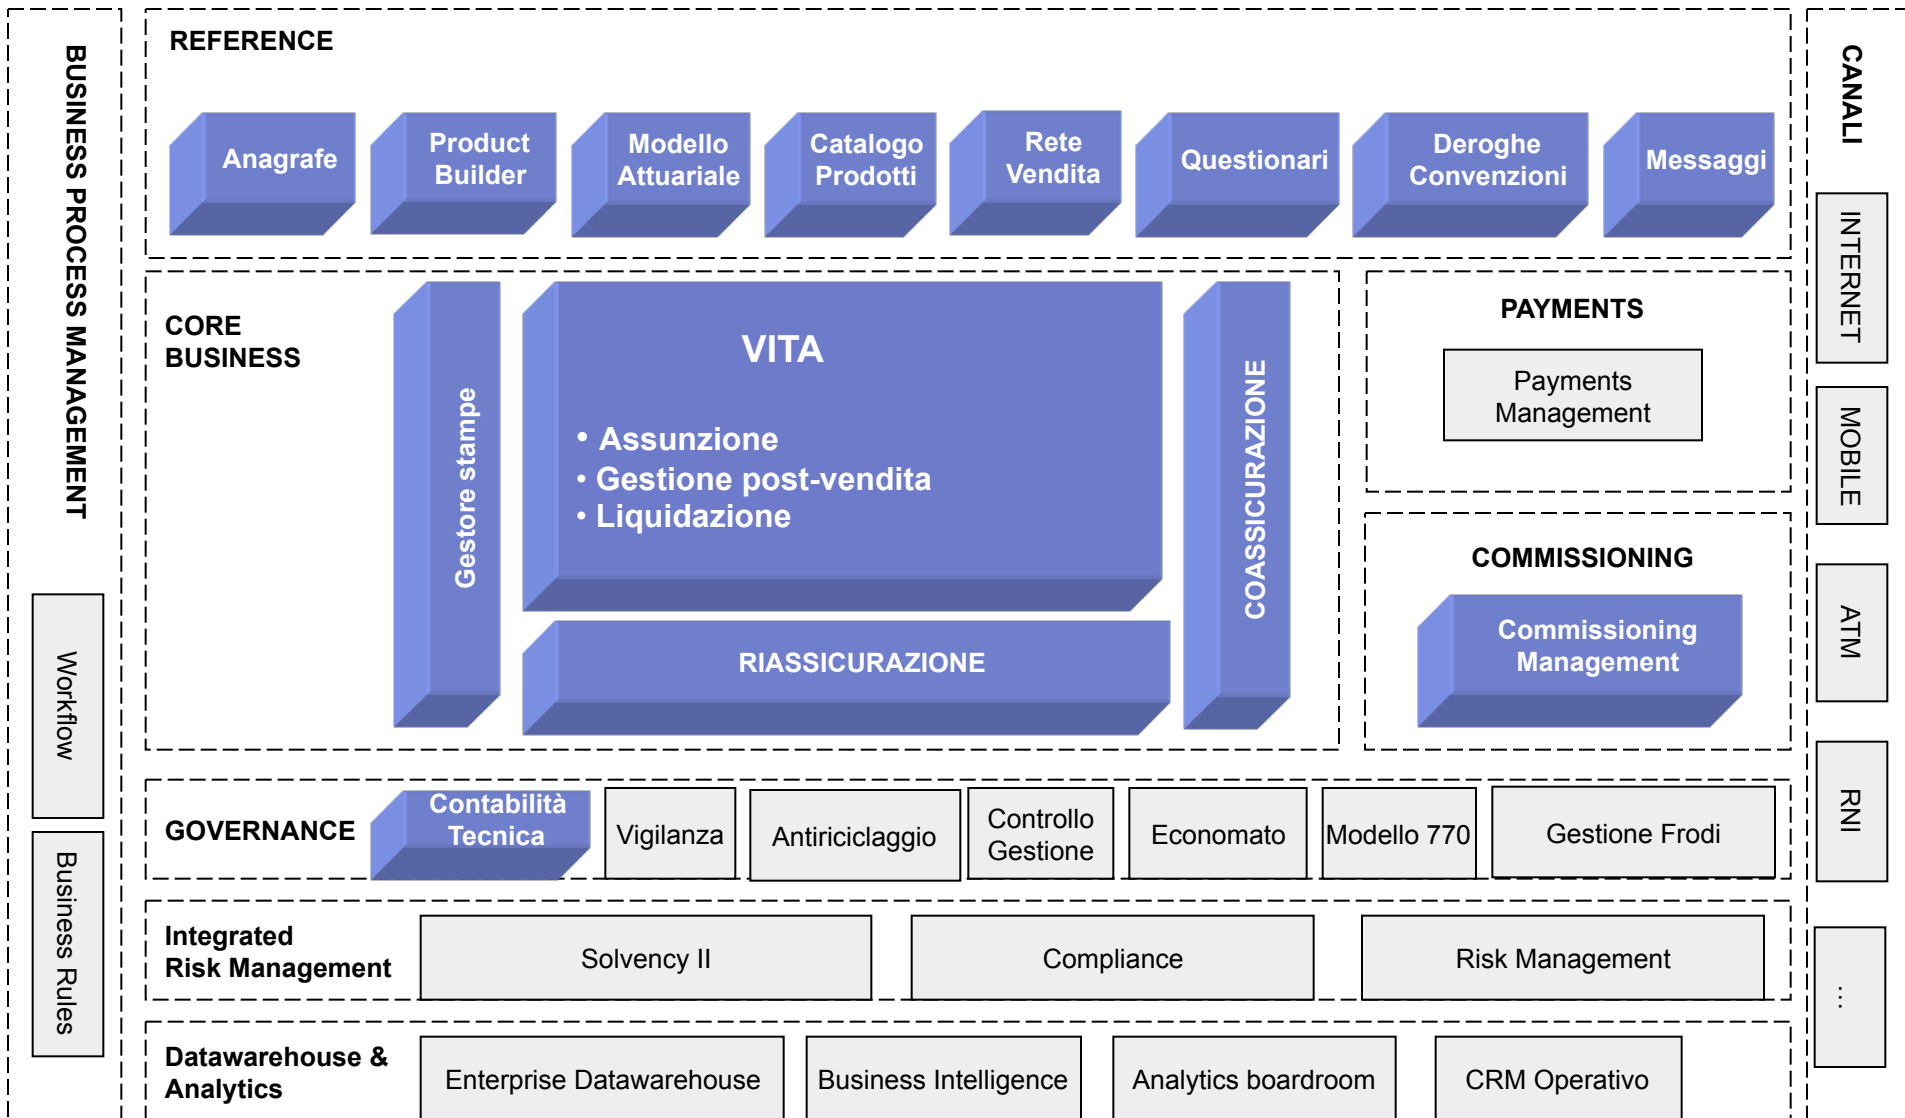 BUSINESS PROCESS MANAGEMENT
Workflow
Business Rules
REFERENCE
Anagrafe
Product
Builder
Modello
Attuariale
Catalogo
Prodotti
Rete
Vendita
Questionari
Deroghe
Convenzioni
Messaggi
CORE
BUSINESS
Gestore stampe
VITA
• Assunzione
• Gestione post-vendita
• Liquidazione
RIASSICURAZIONE
COASSICURAZIONE
PAYMENTS
Payments
Management
COMMISSIONING
Commissioning
Management
GOVERNANCE
Contabilità
Tecnica
Vigilanza
Antiriciclaggio
Controllo
Gestione
Economato
Modello 770
Gestione Frodi
Integrated
Risk Management
Solvency II
Compliance
Risk Management
Datawarehouse &
Analytics
Enterprise Datawarehouse
Business Intelligence
Analytics boardroom
CRM Operativo
CANALI
INTERNET
MOBILE
ATM
RNI
...